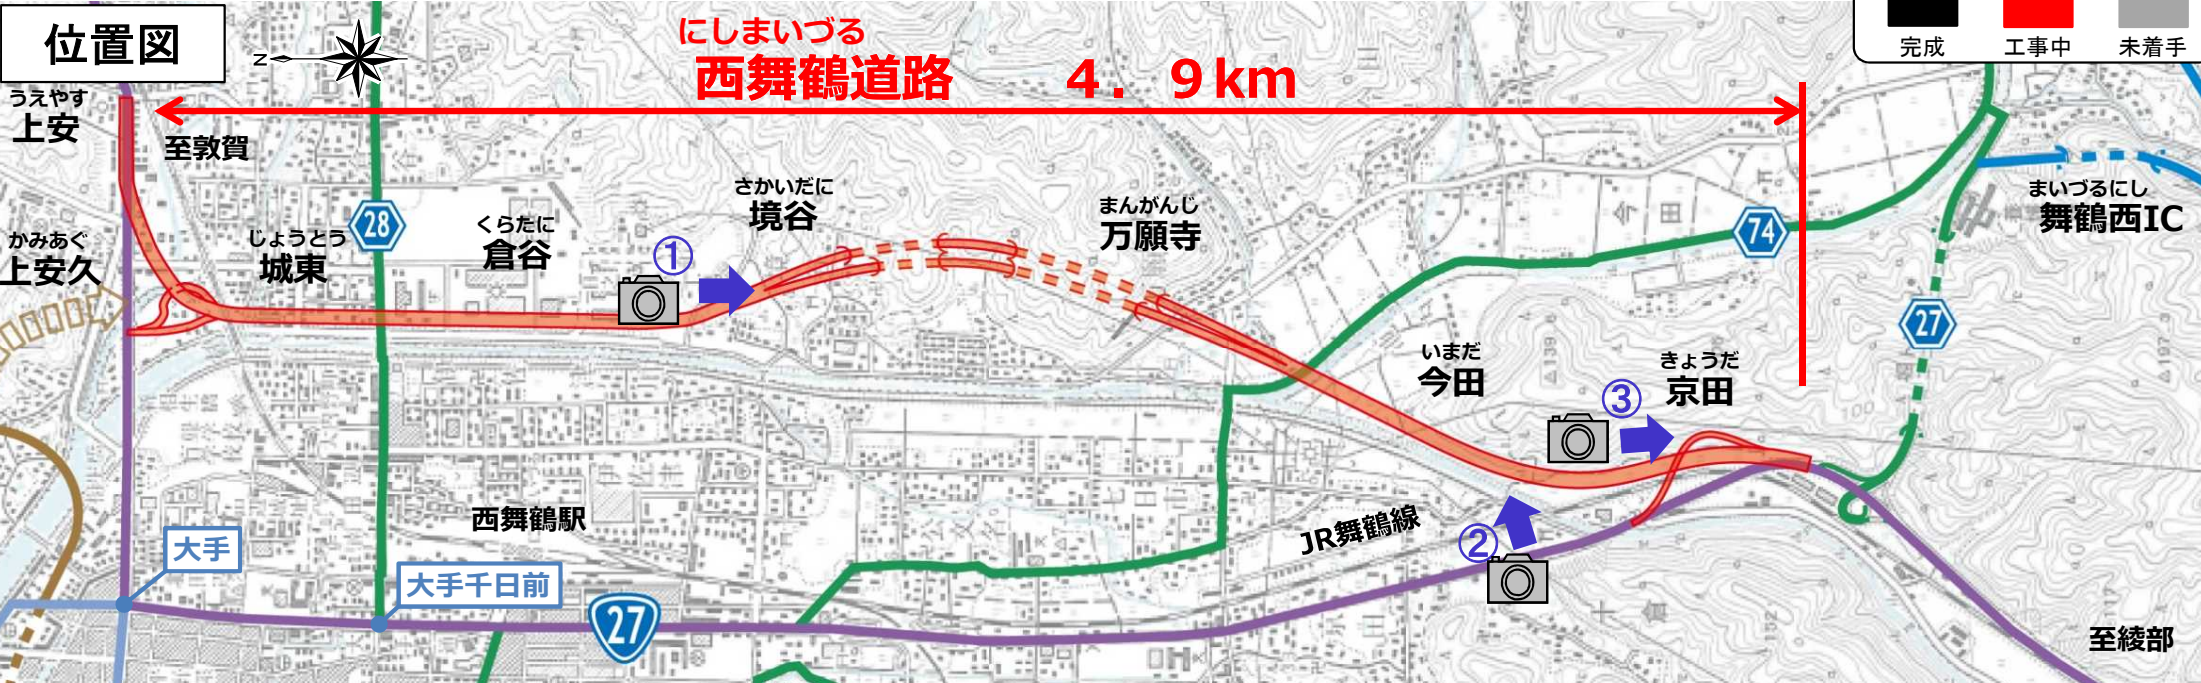 位置図
N
にしまいづる
西舞鶴道路 4.9km
完成
工事中
未着手
うえやす
上安
至敦賀
かみあぐ
上安久
じょうとう
城東
28
くらたに
倉谷
①
さかいだに
境谷
まんがんじ
万願寺
今田
74
まいづるにし
舞鶴西IC
27
いまだ
今田
③
きょうだ
京田
西舞鶴駅
JR舞鶴線
②
大手
大手千日前
27
至綾部